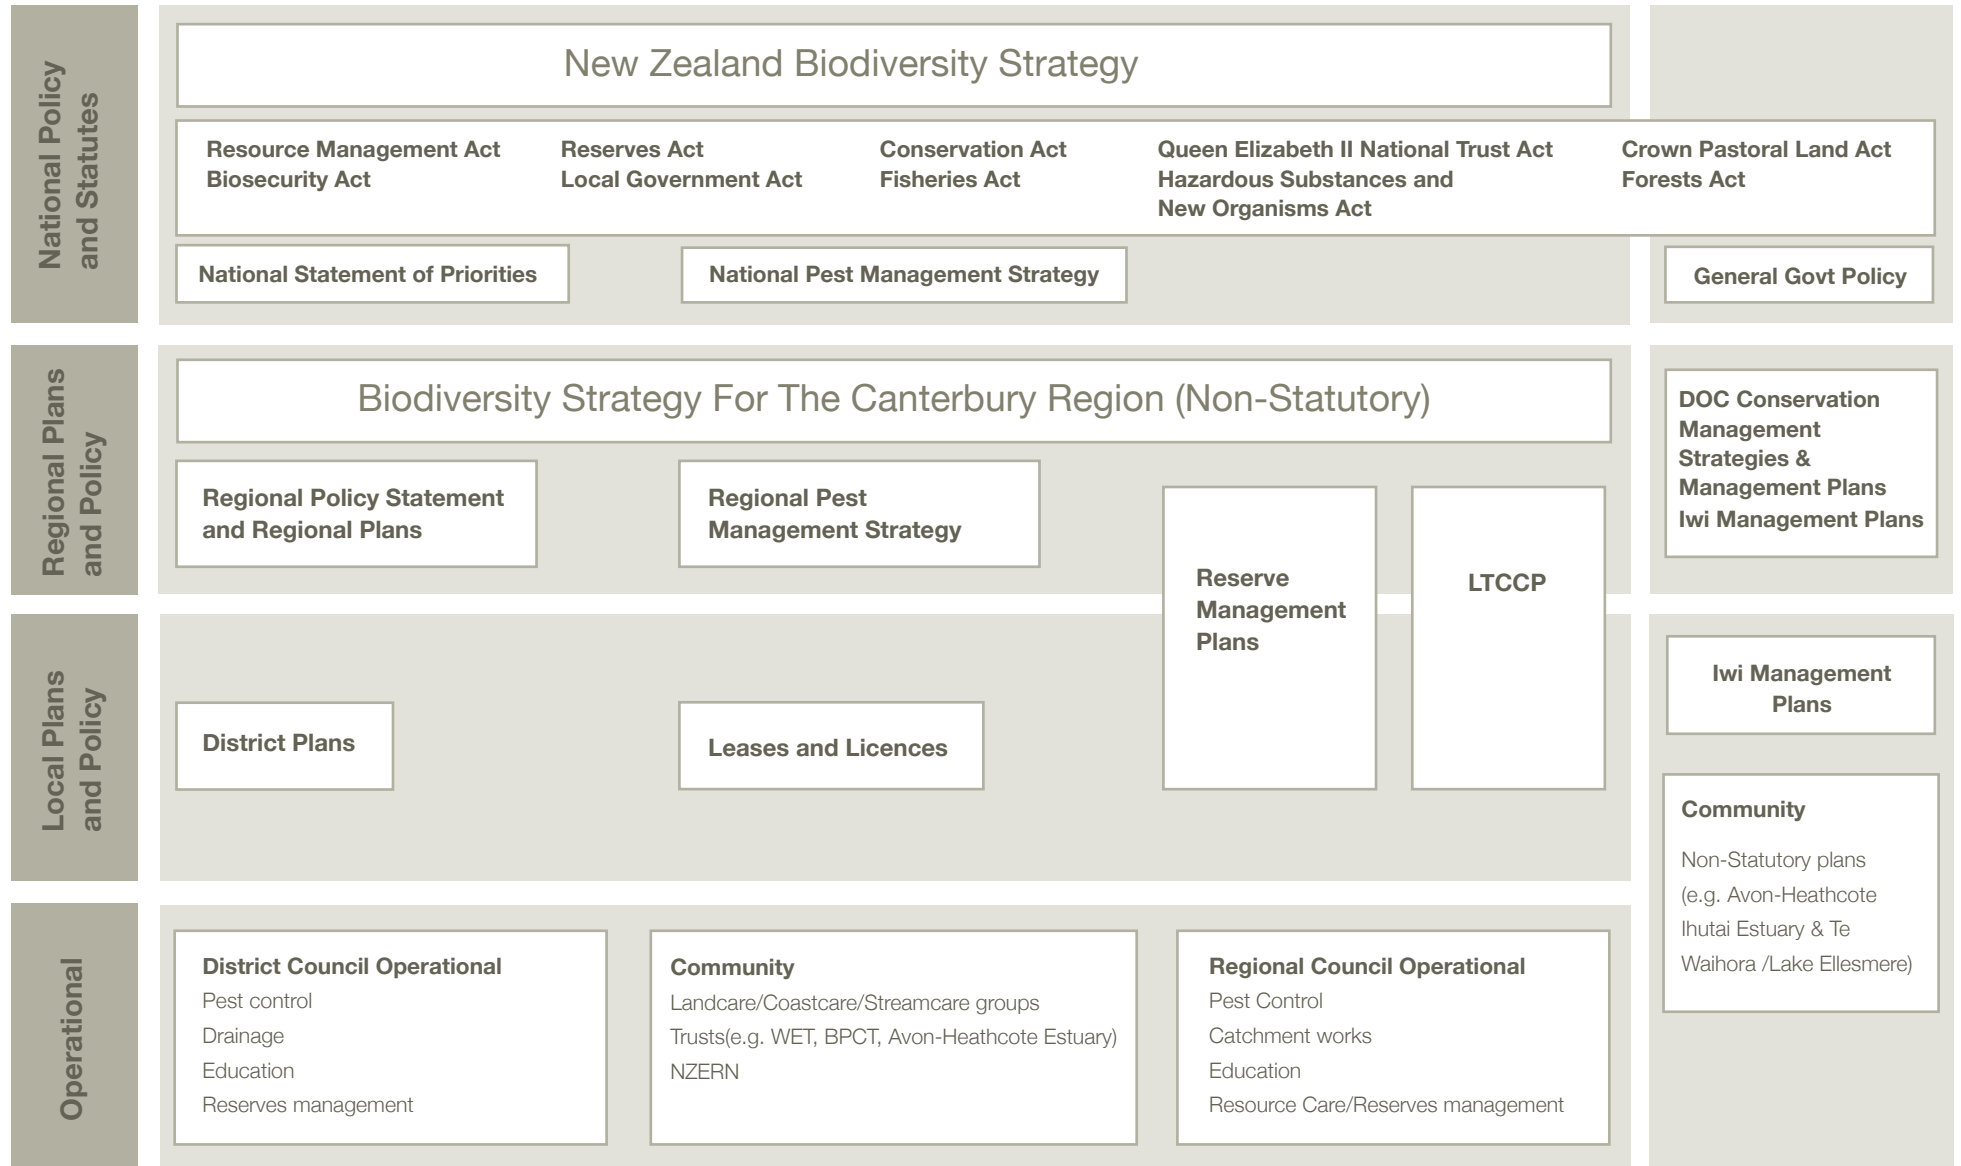 National Policy
and Statutes
New Zealand Biodiversity Strategy
Resource Management Act
Biosecurity Act
Reserves Act
Local Government Act
Conservation Act
Fisheries Act
Queen Elizabeth II National Trust Act
Hazardous Substances and
New Organisms Act
Crown Pastoral Land Act
Forests Act
National Statement of Priorities
National Pest Management Strategy
General Govt Policy
Regional Plans
and Policy
Biodiversity Strategy For The Canterbury Region (Non-Statutory)
Regional Policy Statement
and Regional Plans
Regional Pest
Management Strategy
Reserve
Management
Plans
LTCCP
DOC Conservation
Management
Strategies &
Management Plans
Iwi Management Plans
Local Plans
and Policy
District Plans
Leases and Licences
Iwi Management
Plans
Community
Non-Statutory plans
(e.g. Avon-Heathcote
Ihutai Estuary & Te
Waihora /Lake Ellesmere)
Operational
District Council Operational
Pest control
Drainage
Education
Reserves management
Community
Landcare/Coastcare/Streamcare groups
Trusts(e.g. WET, BPCT, Avon-Heathcote Estuary)
NZERN
Regional Council Operational
Pest Control
Catchment works
Education
Resource Care/Reserves management